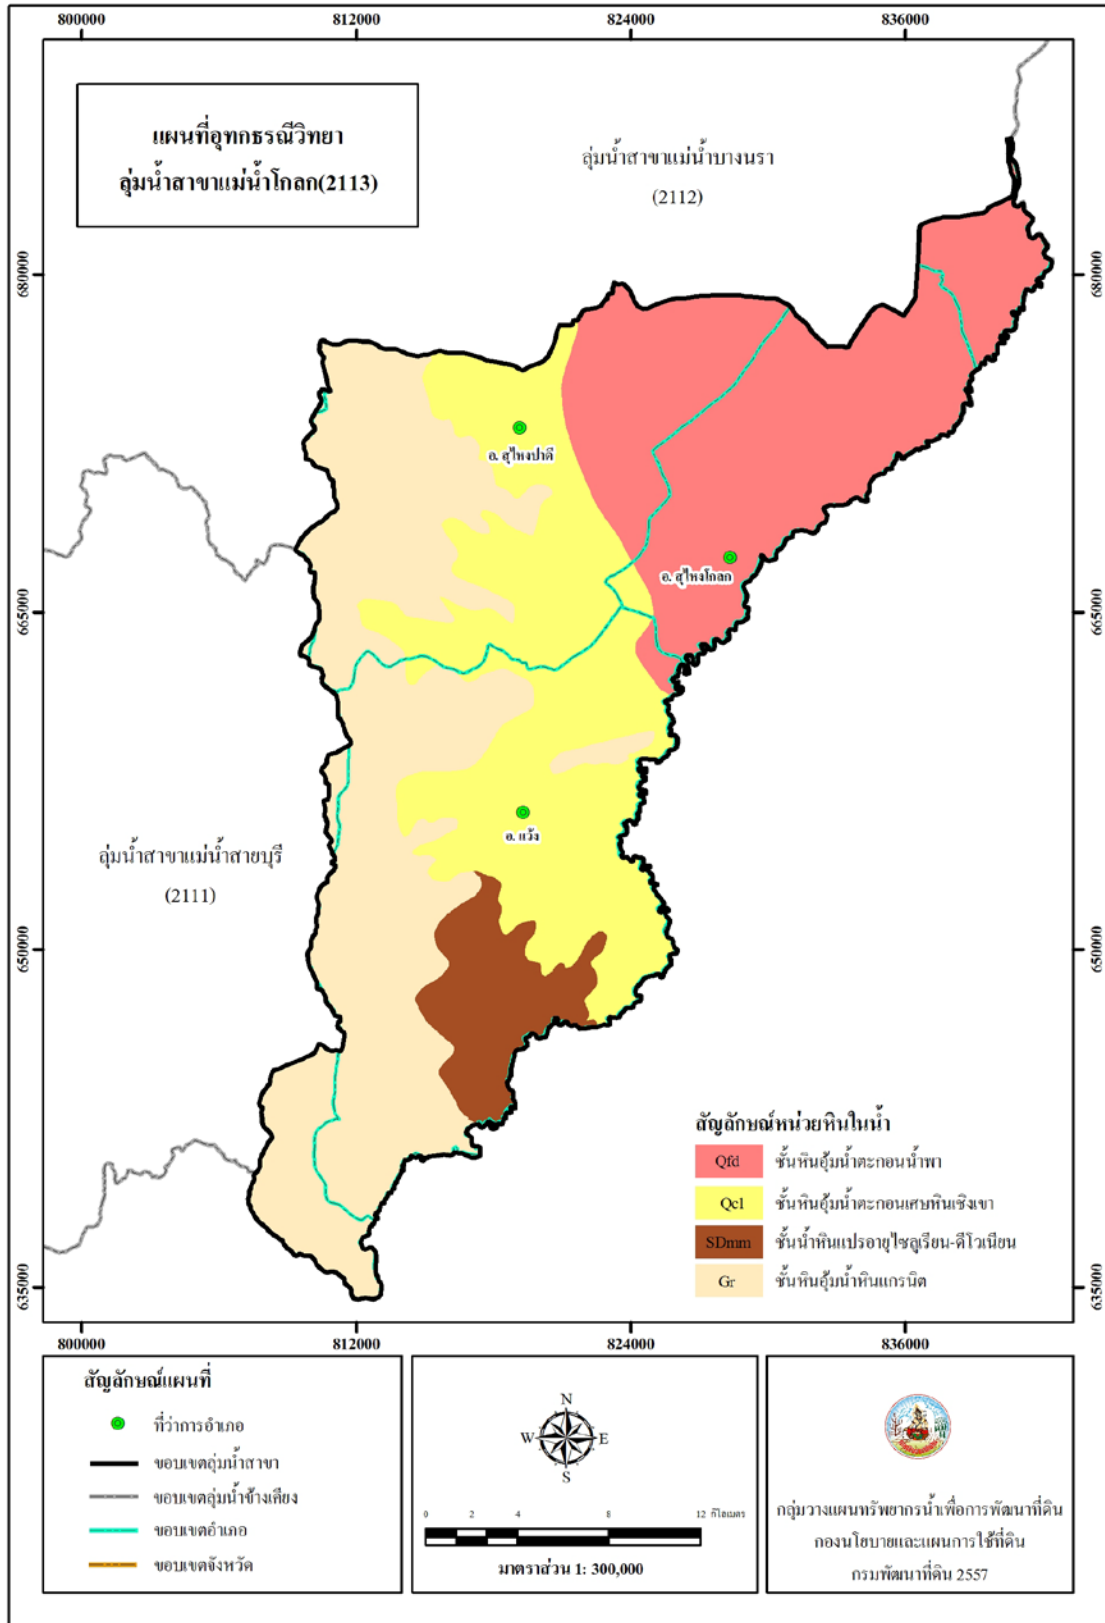 800000
812000
824000
836000
แผนที่อุทกธรณีวิทยา
ลุ่มน้ำสาขาแม่น้ำโกลก(2113)
ลุ่มน้ำสาขาแม่น้ำบางนรา
(2112)
680000
680000
อ. สุไหงปาดี
อ. สุไหงโกลก
665000
665000
อ. แว้ง
ลุ่มน้ำสาขาแม่น้ำสายบุรี
(2111)
650000
650000
สัญลักษณ์หน่วยหินในน้ำ
Qfd ชั้นหินอุ้มน้ำตะกอนน้ำพา
Qcl ชั้นหินอุ้มน้ำตะกอนเศษหินเชิงเขา
SDmm ชั้นน้ำหินแปรอายุไซลูเรียน-ดีโวเนียน
Gr ชั้นหินอุ้มน้ำหินแกรนิต
635000
635000
800000
812000
824000
836000
สัญลักษณ์แผนที่
ที่ว่าการอำเภอ
ขอบเขตลุ่มน้ำสาขา
ขอบเขตลุ่มน้ำข้างเคียง
ขอบเขตอำเภอ
ขอบเขตจังหวัด
N
W E
S
0 2 4 8 12 กิโลเมตร
มาตราส่วน 1: 300,000
กลุ่มวางแผนทรัพยากรน้ำเพื่อการพัฒนาที่ดิน
กองนโยบายและแผนการใช้ที่ดิน
กรมพัฒนาที่ดิน 2557